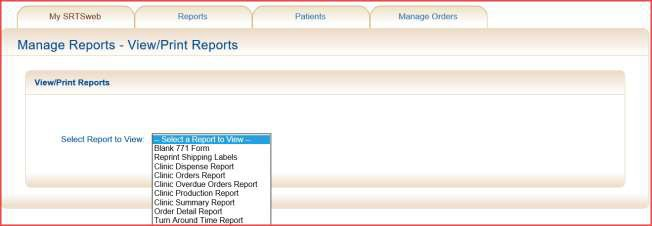 My SRTSweb Reports Patients Manage Orders
Manage Reports - View/Print Reports
View/Print Reports
Select Report to View: -- Select a Report to View --
Blank 771 Form
Reprint Shipping Labels
Clinic Dispense Report
Clinic Orders Report
Clinic Overdue Orders Report
Clinic Production Report
Clinic Summary Report
Order Detail Report
Turn Around Time Report